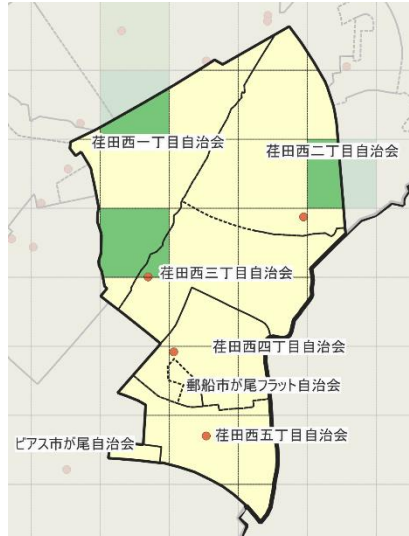 荏田西一丁目自治会
荏田西二丁目自治会
荏田西三丁目自治会
荏田西四丁目自治会
郵船市が尾フラット自治会
荏田西五丁目自治会
ピアス市が尾自治会